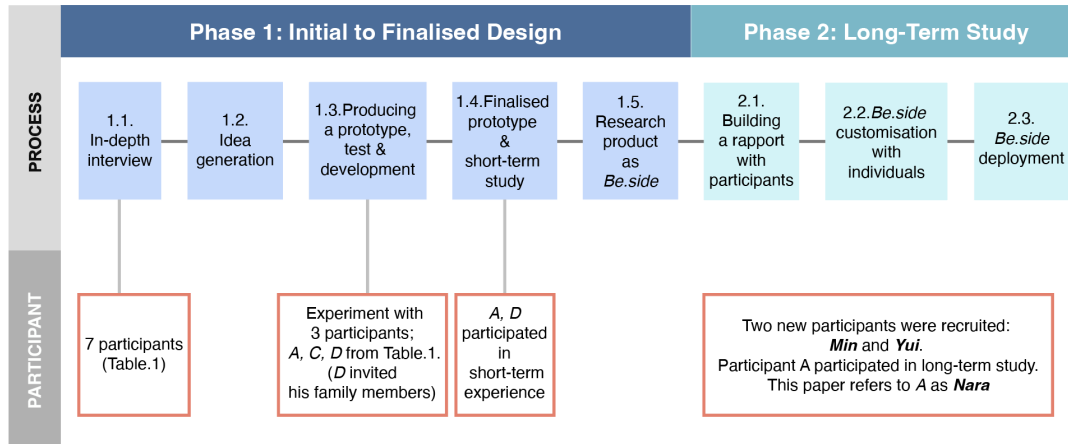 Phase 1: Initial to Finalised Design
Phase 2: Long-Term Study
PROCESS
1.1.
In-depth
interview
1.2.
Idea
generation
1.3.Producing
a prototype,
test &
development
1.4.Finalised
prototype
&
short-term
study
1.5.
Research
product
as
Be.side
2.1.
Building
a rapport
with
participants
2.2.Be.side
customisation
with
individuals
2.3.
Be.side
deployment
PARTICIPANT
7 participants
(Table.1)
Experiment with
3 participants;
A, C, D from Table.1.
(D invited
his family members)
A, D
participated
in
short-term
experience
Two new participants were recruited:
Min and Yui.
Participant A participated in long-term study.
This paper refers to A as Nara